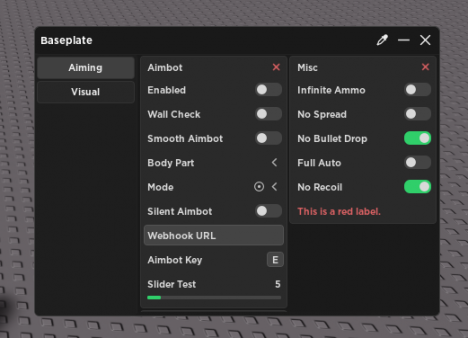 Baseplate
Aiming
Visual
Aimbot
Enabled
Wall Check
Smooth Aimbot
Body Part
Mode
Silent Aimbot
Webhook URL
Aimbot Key E
Slider Test 5
Misc
Infinite Ammo
No Spread
No Bullet Drop
Full Auto
No Recoil
This is a red label.